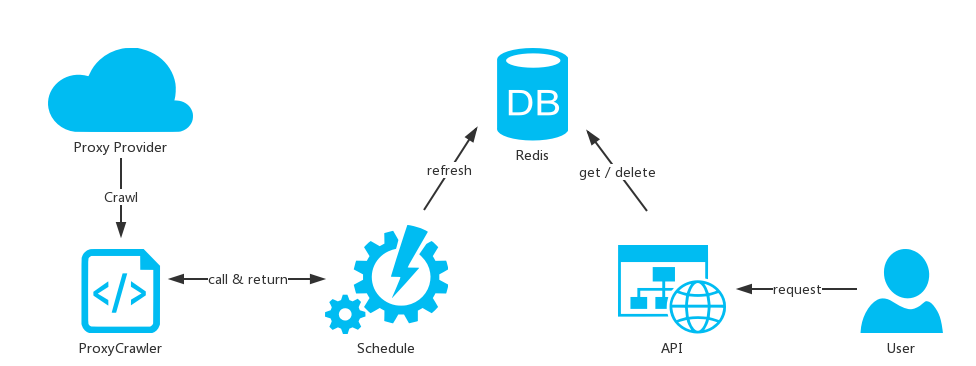 DB
Proxy Provider
Redis
refresh
get / delete
Crawl
</>
call & return
request
ProxyCrawler
Schedule
API
User